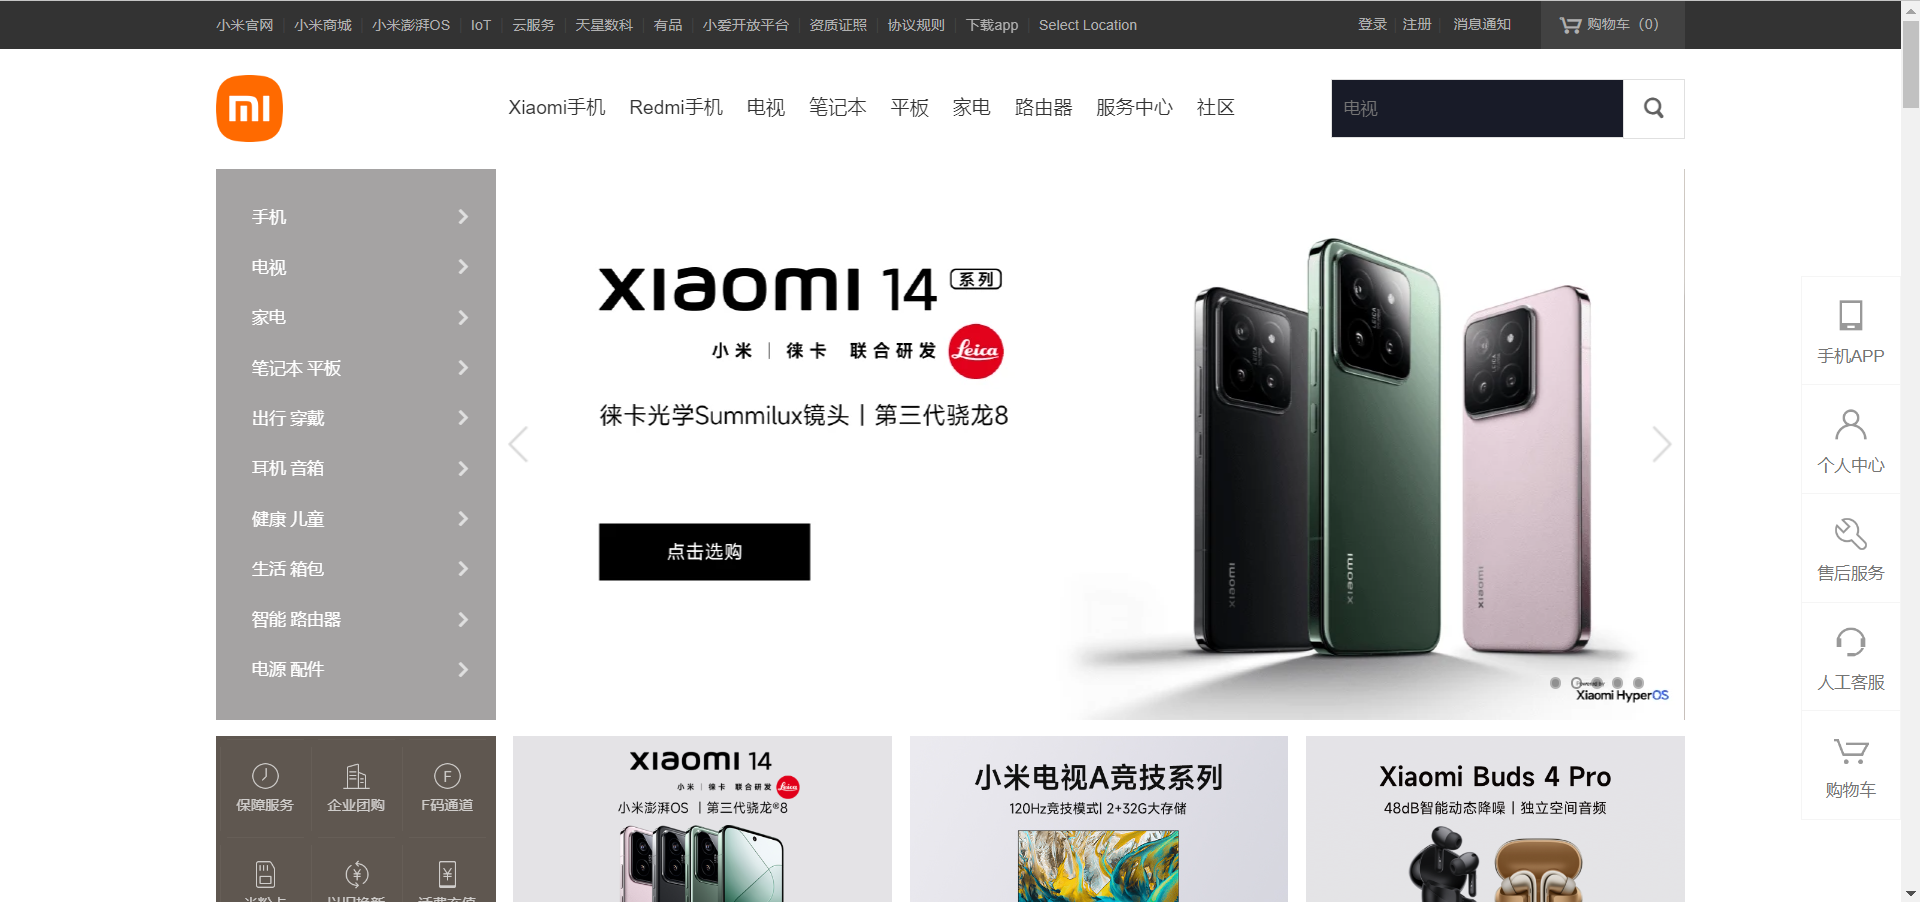 小米官网 小米商城 小米澎湃OS IoT 云服务 天星数科 有品 小爱开放平台 资质证照 协议规则 下载app Select Location 登录 注册 消息通知 购物车（0）
Xiaomi手机 Redmi手机 电视 笔记本 平板 家电 路由器 服务中心 社区 电视
手机
电视
家电
笔记本 平板
出行 穿戴
耳机 音箱
健康 儿童
生活 箱包
智能 路由器
电源 配件
xiaomi 14 系列
小米 | 徕卡 联合研发 Leica
徕卡光学Summilux镜头丨第三代骁龙8
点击选购
xiaomi
xiaomi
xiaomi
Xiaomi HyperOS
手机APP
个人中心
售后服务
人工客服
购物车
保障服务 企业团购 F码通道
xiaomi 14
小米 | 徕卡 联合研发 Leica
小米澎湃OS 丨第三代骁龙®8
小米电视A竞技系列
120Hz竞技模式| 2+32G大存储
Xiaomi Buds 4 Pro
48dB智能动态降噪丨独立空间音频